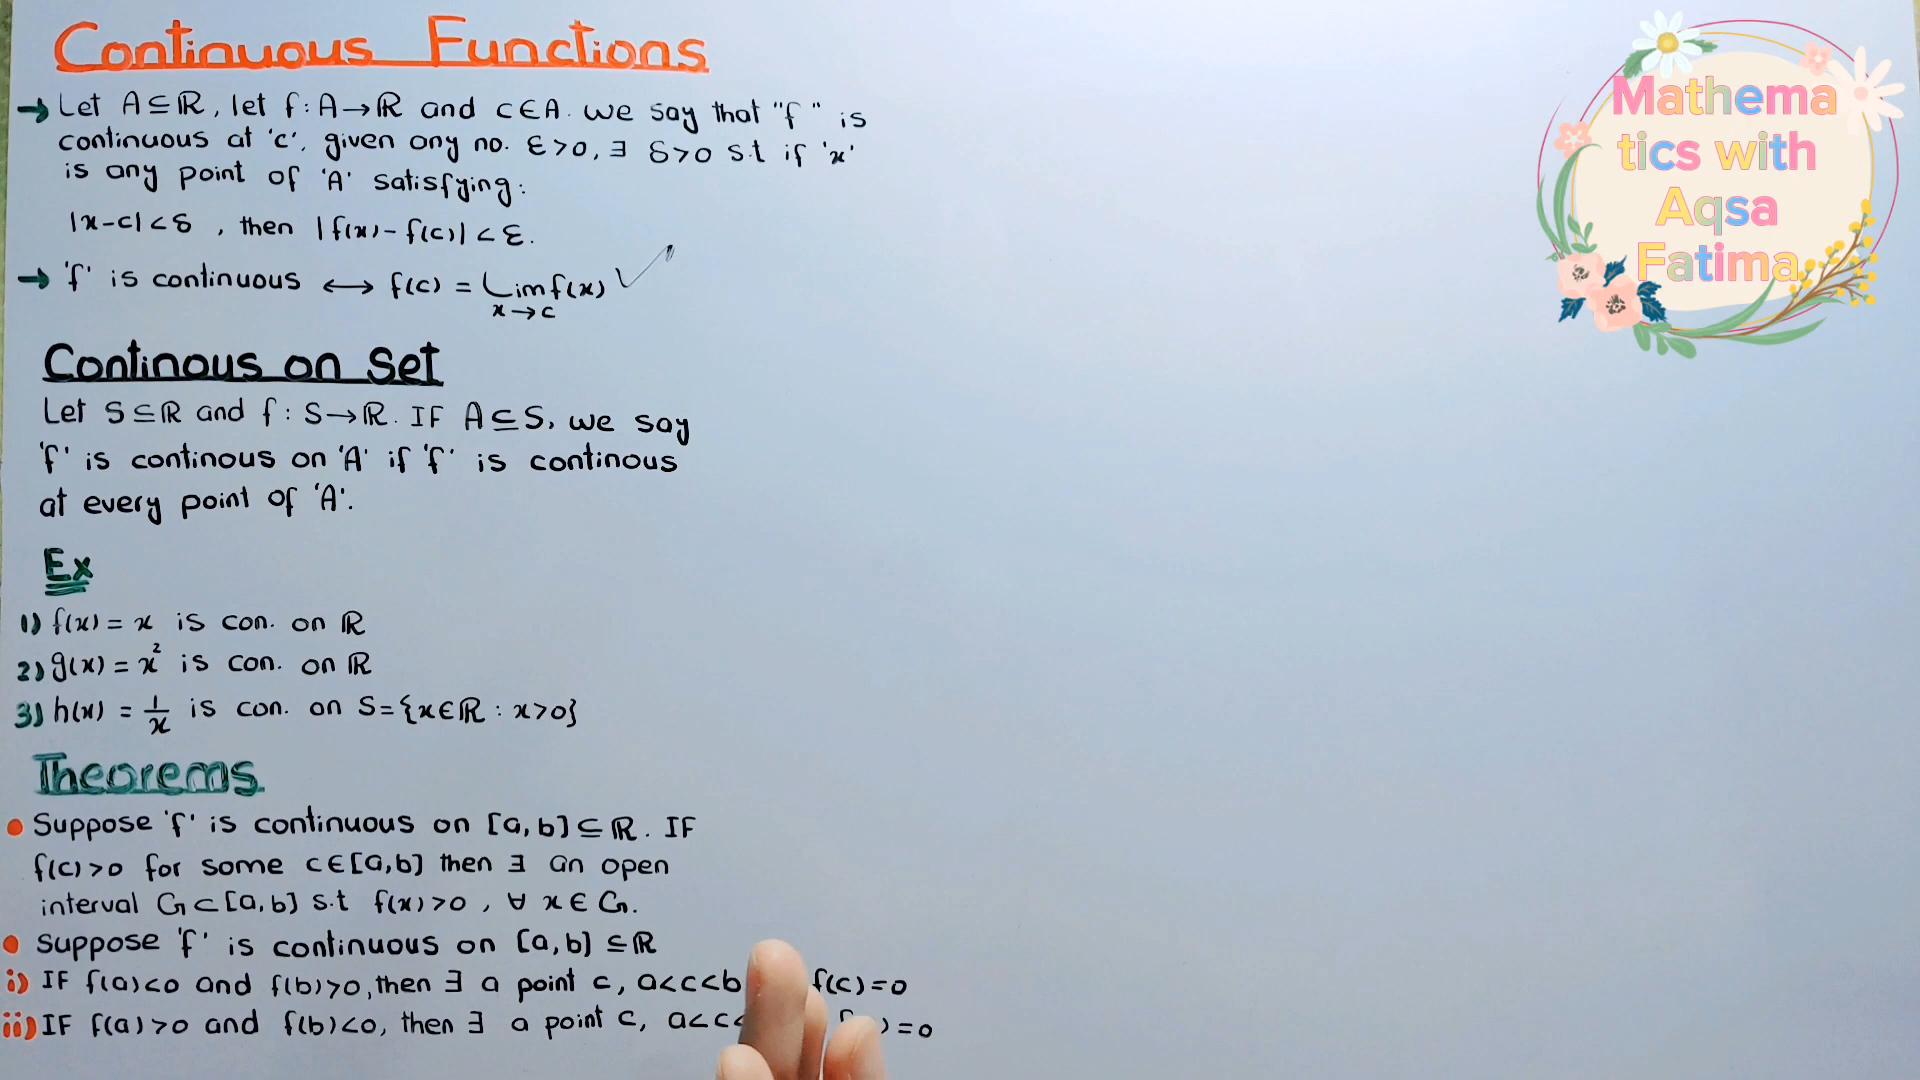 Continuous Functions
→ Let A⊆ℝ, let f:A→ℝ and c∈A. we say that "f" is
continuous at 'c', given any no. ε>0, ∃ δ>0 s.t if 'x'
is any point of 'A' satisfying:
|x-c|<δ , then |f(x)-f(c)|<ε.
→ 'f' is continuous ↔ f(c) = Lim f(x)
x→c
Continous on Set
Let S⊆ℝ and f: S→ℝ. IF A⊆S, we say
'f' is continous on 'A' if 'f' is continous
at every point of 'A'.
Ex
1) f(x) = x is con. on ℝ
2) g(x) = x² is con. on ℝ
3) h(x) = 1/x is con. on S={x∈ℝ : x>0}
Theorems
• Suppose 'f' is continuous on [a,b]⊆ℝ. IF
f(c)>0 for some c∈[a,b] then ∃ an open
interval G⊂[a,b] s.t f(x)>0, ∀ x∈G.
• Suppose 'f' is continuous on [a,b] ⊆ℝ
i) IF f(a)<0 and f(b)>0, then ∃ a point c, a<c<b f(c)=0
ii) IF f(a)>0 and f(b)<0, then ∃ a point c, a<c< )=0
Mathema
tics with
Aqsa
Fatima